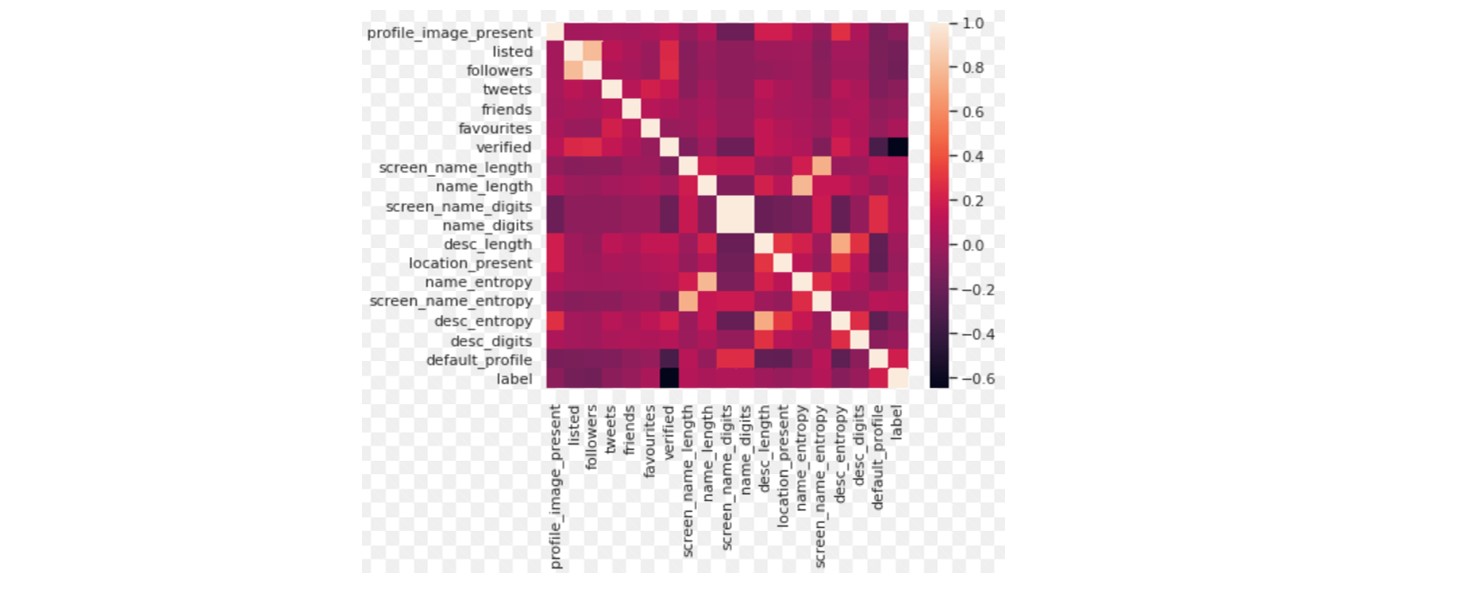 profile_image_present
listed
followers
tweets
friends
favourites
verified
screen_name_length
name_length
screen_name_digits
name_digits
desc_length
location_present
name_entropy
screen_name_entropy
desc_entropy
desc_digits
default_profile
label
profile_image_present
listed
followers
tweets
friends
favourites
verified
screen_name_length
name_length
screen_name_digits
name_digits
desc_length
location_present
name_entropy
screen_name_entropy
desc_entropy
desc_digits
default_profile
label
1.0
0.8
0.6
0.4
0.2
0.0
−0.2
−0.4
−0.6